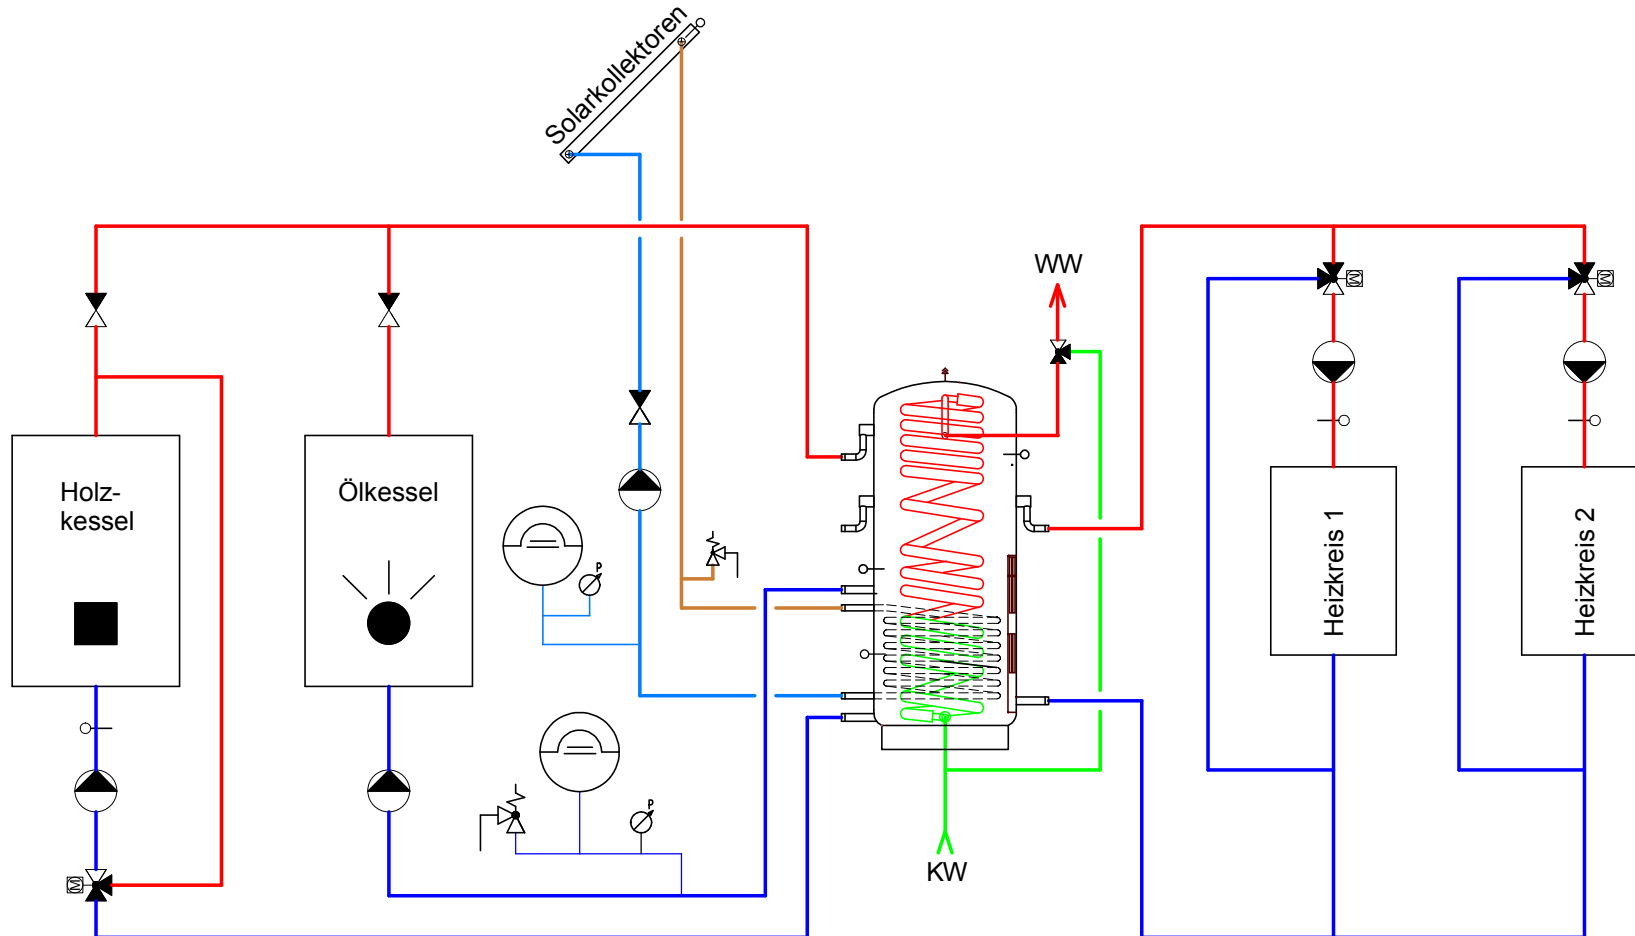 Solarkollektoren
WW
M
M
Holz-
kessel
Ölkessel
P
Heizkreis 1
Heizkreis 2
P
KW
M